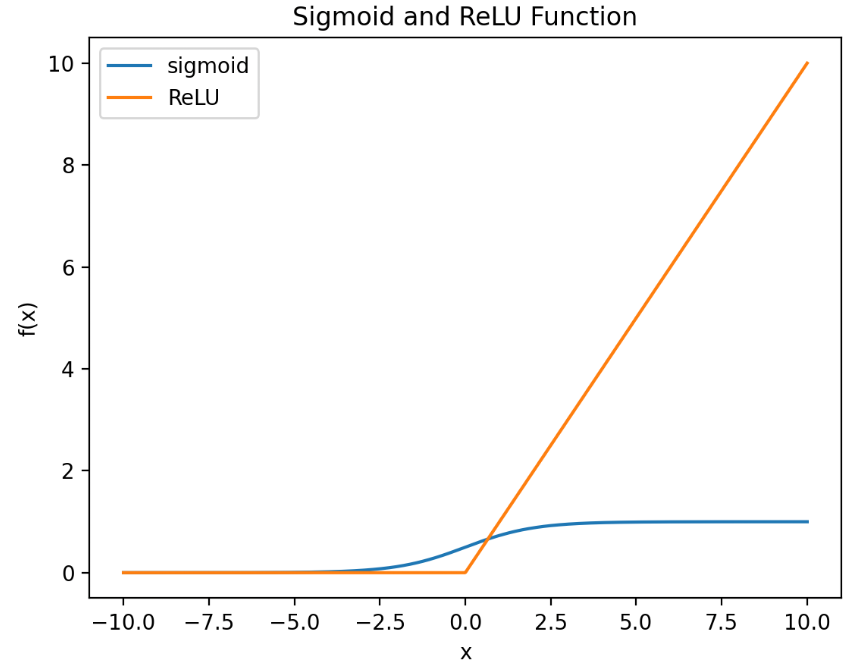 Sigmoid and ReLU Function
sigmoid
ReLU
10
8
6
4
2
0
f(x)
−10.0 −7.5 −5.0 −2.5 0.0 2.5 5.0 7.5 10.0
x